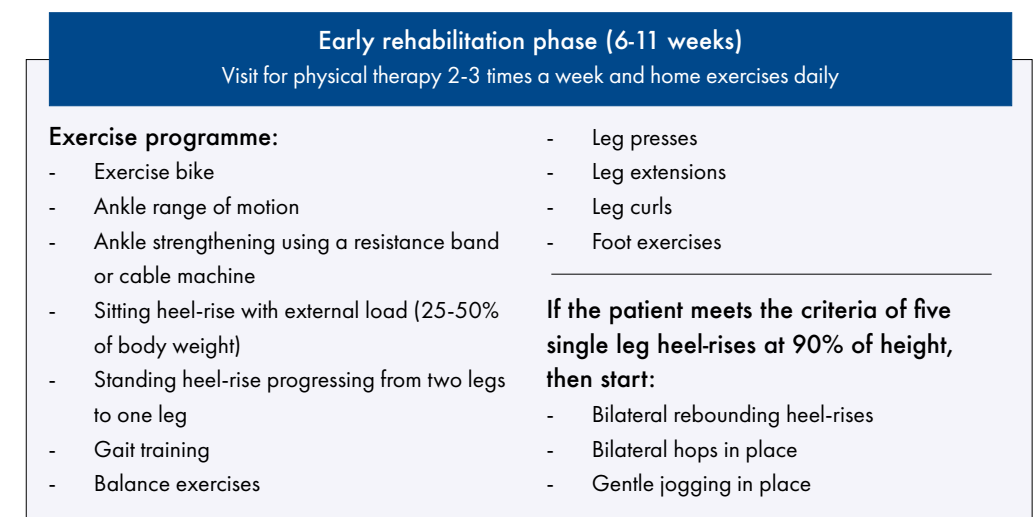 Early rehabilitation phase (6-11 weeks)
Visit for physical therapy 2-3 times a week and home exercises daily
Exercise programme:
- Exercise bike
- Ankle range of motion
- Ankle strengthening using a resistance band
or cable machine
- Sitting heel-rise with external load (25-50%
of body weight)
- Standing heel-rise progressing from two legs
to one leg
- Gait training
- Balance exercises
- Leg presses
- Leg extensions
- Leg curls
- Foot exercises
If the patient meets the criteria of five
single leg heel-rises at 90% of height,
then start:
- Bilateral rebounding heel-rises
- Bilateral hops in place
- Gentle jogging in place